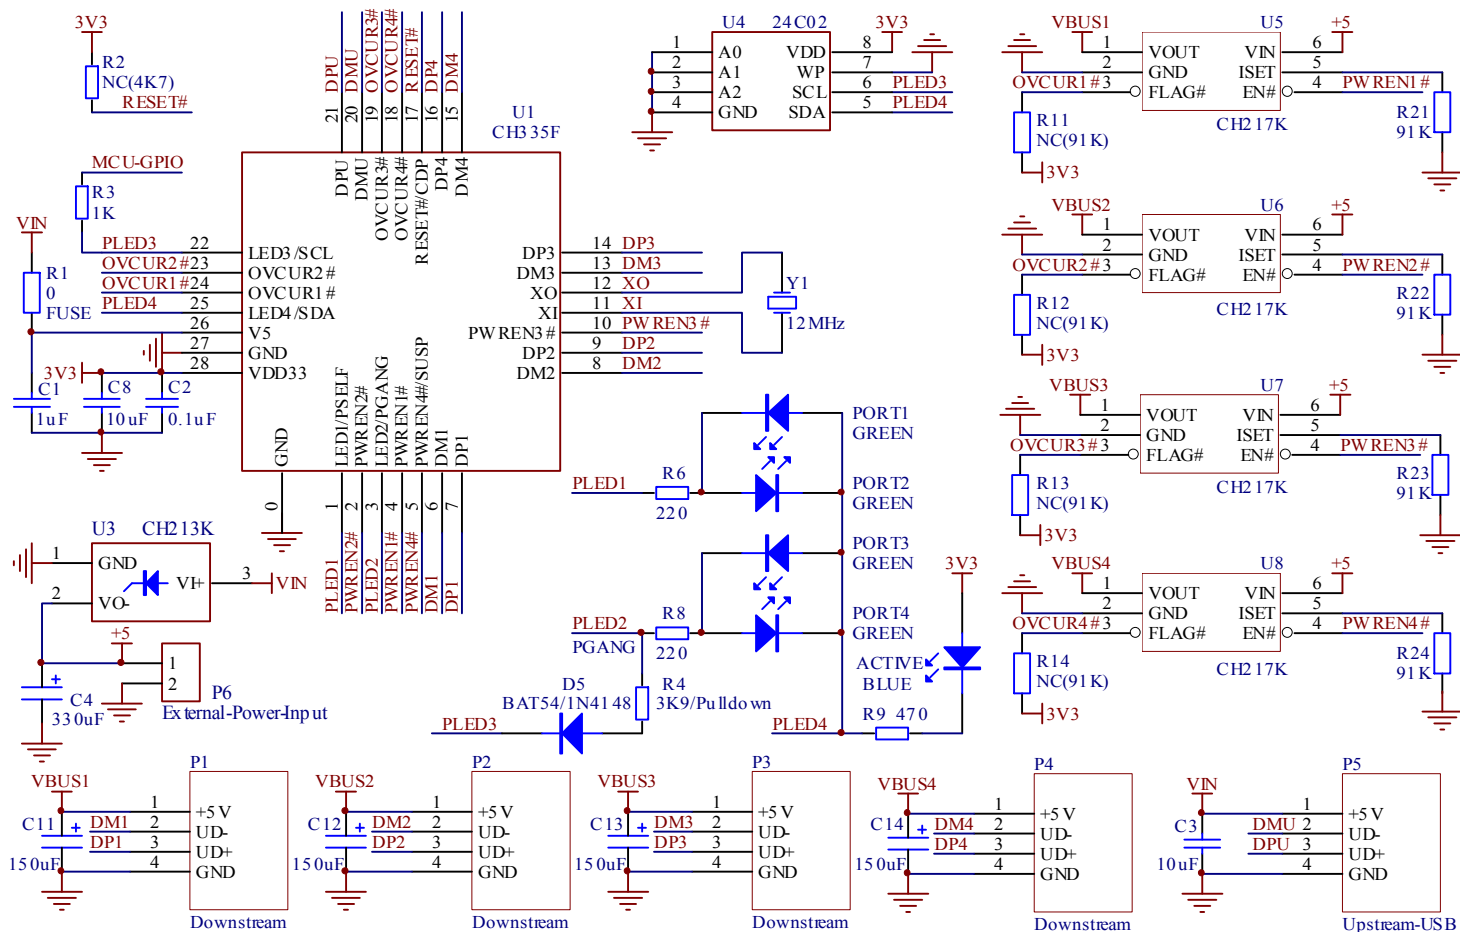 3V3
R2
NC(4K7)
RESET#
MCU-GPIO
R3
1K
VIN
R1
0
FUSE
PLED3
OVCUR2#
OVCUR1#
PLED4
22
23
24
25
26
27
28
3V3
C1
1uF
C8
10uF
C2
0.1uF
DPU
DMU
OVCUR3#
OVCUR4#
RESET#
DP4
DM4
21
20
19
18
17
16
15
U1
CH335F
DPU
DMU
OVCUR3#
OVCUR4#
RESET#/CDP
DP4
DM4
LED3/SCL
OVCUR2#
OVCUR1#
LED4/SDA
V5
GND
VDD33
DP3
DM3
XO
XI
PWREN3#
DP2
DM2
14
13
12
11
10
9
8
DP3
DM3
XO
XI
PWREN3#
DP2
DM2
Y1
12MHz
GND
LED1/PSELF
PWREN2#
LED2/PGANG
PWREN1#
PWREN4#/SUSP
DM1
DP1
0
1
2
3
4
5
6
7
PLED1
PWREN2#
PLED2
PWREN1#
PWREN4#
DM1
DP1
U4
24C02
1
2
3
4
A0
A1
A2
GND
VDD
WP
SCL
SDA
8
7
6
5
3V3
PLED3
PLED4
VBUS1
U5
+5
1
2
OVCUR1#
3
VOUT
GND
FLAG#
VIN
ISET
EN#
6
5
4
PWREN1#
R11
NC(91K)
3V3
CH217K
R21
91K
VBUS2
U6
+5
1
2
OVCUR2#
3
VOUT
GND
FLAG#
VIN
ISET
EN#
6
5
4
PWREN2#
R12
NC(91K)
3V3
CH217K
R22
91K
VBUS3
U7
+5
1
2
OVCUR3#
3
VOUT
GND
FLAG#
VIN
ISET
EN#
6
5
4
PWREN3#
R13
NC(91K)
3V3
CH217K
R23
91K
VBUS4
U8
+5
1
2
OVCUR4#
3
VOUT
GND
FLAG#
VIN
ISET
EN#
6
5
4
PWREN4#
R14
NC(91K)
3V3
CH217K
R24
91K
U3
CH213K
1
2
GND
VO-
VI+
3
VIN
+5
C4
330uF
1
2
P6
External-Power-Input
PLED1
R6
220
PORT1
GREEN
PORT2
GREEN
PLED2
PGANG
R8
220
PORT3
GREEN
PORT4
GREEN
3V3
ACTIVE
BLUE
D5
BAT54/1N4148
PLED3
R4
3K9/Pulldown
PLED4
R9
470
P1
VBUS1
C11
150uF
DM1
DP1
1
2
3
4
+5V
UD-
UD+
GND
Downstream
P2
VBUS2
C12
150uF
DM2
DP2
1
2
3
4
+5V
UD-
UD+
GND
Downstream
P3
VBUS3
C13
150uF
DM3
DP3
1
2
3
4
+5V
UD-
UD+
GND
Downstream
P4
VBUS4
C14
150uF
DM4
DP4
1
2
3
4
+5V
UD-
UD+
GND
Downstream
P5
VIN
C3
10uF
DMU
DPU
1
2
3
4
+5V
UD-
UD+
GND
Upstream-USB